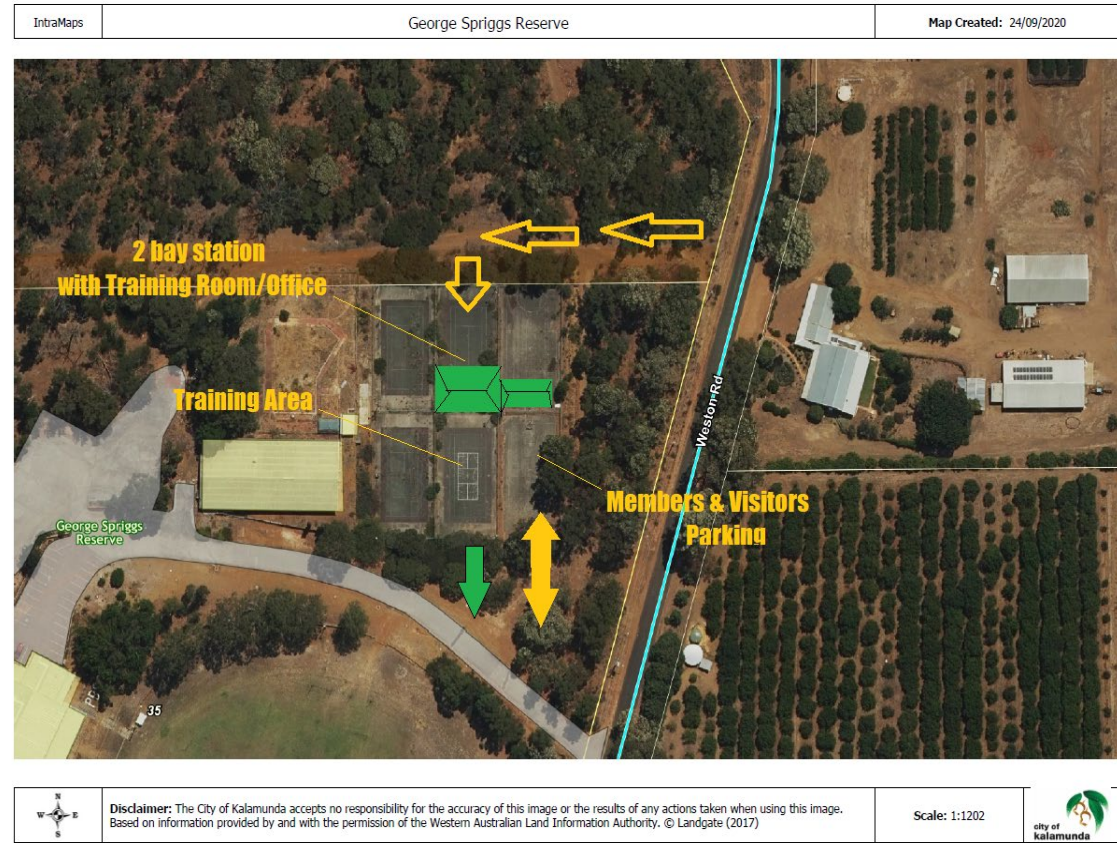 IntraMaps
George Spriggs Reserve
Map Created: 24/09/2020
2 bay station
with Training Room/Office
Training Area
Weston Rd
Members & Visitors
Parking
George Spriggs
Reserve
35
N
W E
S
Disclaimer: The City of Kalamunda accepts no responsibility for the accuracy of this image or the results of any actions taken when using this image.
Based on information provided by and with the permission of the Western Australian Land Information Authority. © Landgate (2017)
Scale: 1:1202
city of
kalamunda